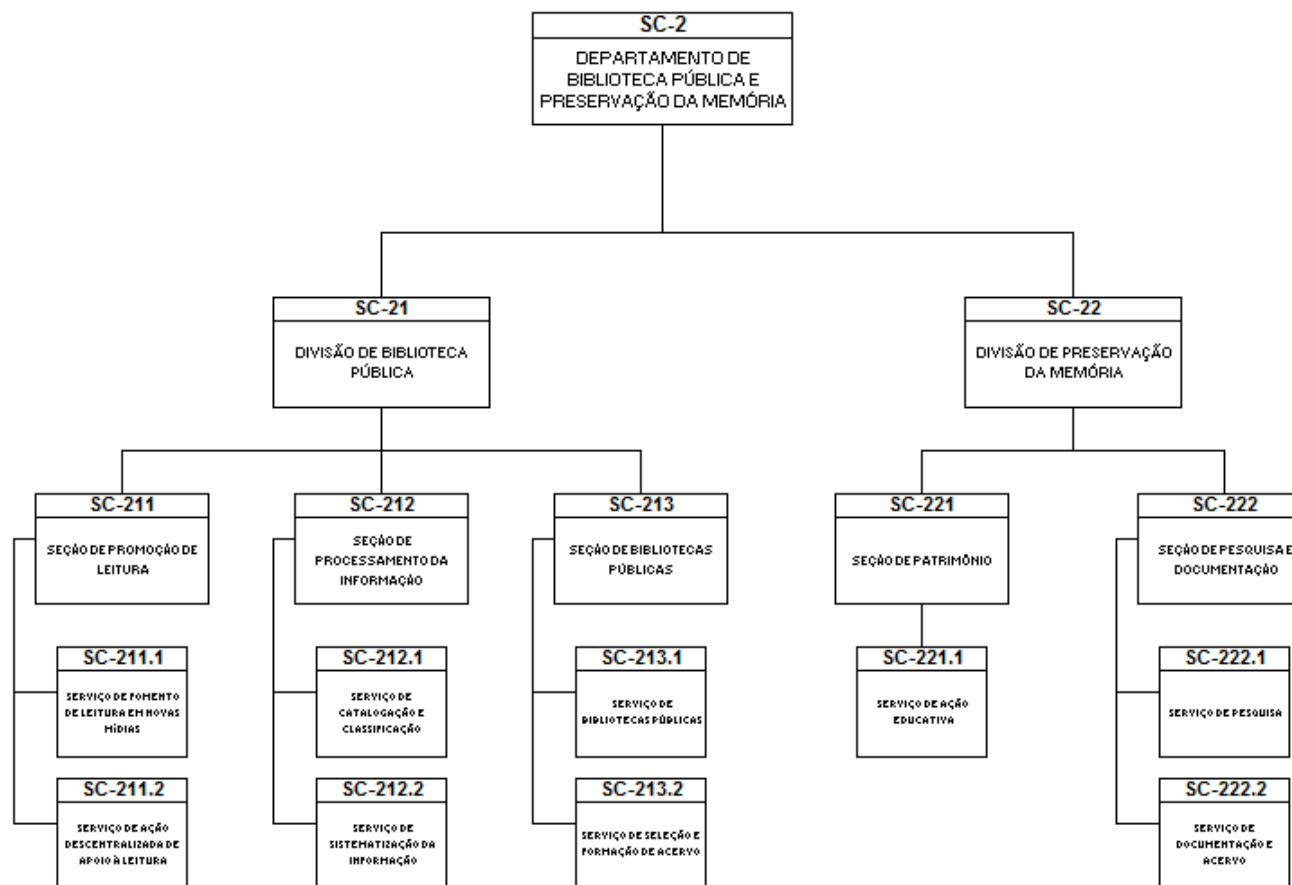 SC-2
DEPARTAMENTO DE
BIBLIOTECA PÚBLICA E
PRESERVAÇÃO DA MEMÓRIA
SC-21
DIVISÃO DE BIBLIOTECA
PÚBLICA
SC-22
DIVISÃO DE PRESERVAÇÃO
DA MEMÓRIA
SC-211
SEÇÃO DE PROMOÇÃO DE
LEITURA
SC-212
SEÇÃO DE
PROCESSAMENTO DA
INFORMAÇÃO
SC-213
SEÇÃO DE BIBLIOTECAS
PÚBLICAS
SC-221
SEÇÃO DE PATRIMÔNIO
SC-222
SEÇÃO DE PESQUISA E
DOCUMENTAÇÃO
SC-211.1
SERVIÇO DE FOMENTO
DE LEITURA EM NOVAS
MÍDIAS
SC-212.1
SERVIÇO DE
CATALOGAÇÃO E
CLASSIFICAÇÃO
SC-213.1
SERVIÇO DE
BIBLIOTECAS PÚBLICAS
SC-221.1
SERVIÇO DE AÇÃO
EDUCATIVA
SC-222.1
SERVIÇO DE PESQUISA
SC-211.2
SERVIÇO DE AÇÃO
DESCENTRALIZADA DE
APOIO À LEITURA
SC-212.2
SERVIÇO DE
SISTEMATIZAÇÃO DA
INFORMAÇÃO
SC-213.2
SERVIÇO DE SELEÇÃO E
FORMAÇÃO DE ACERVO
SC-222.2
SERVIÇO DE
DOCUMENTAÇÃO E
ACERVO